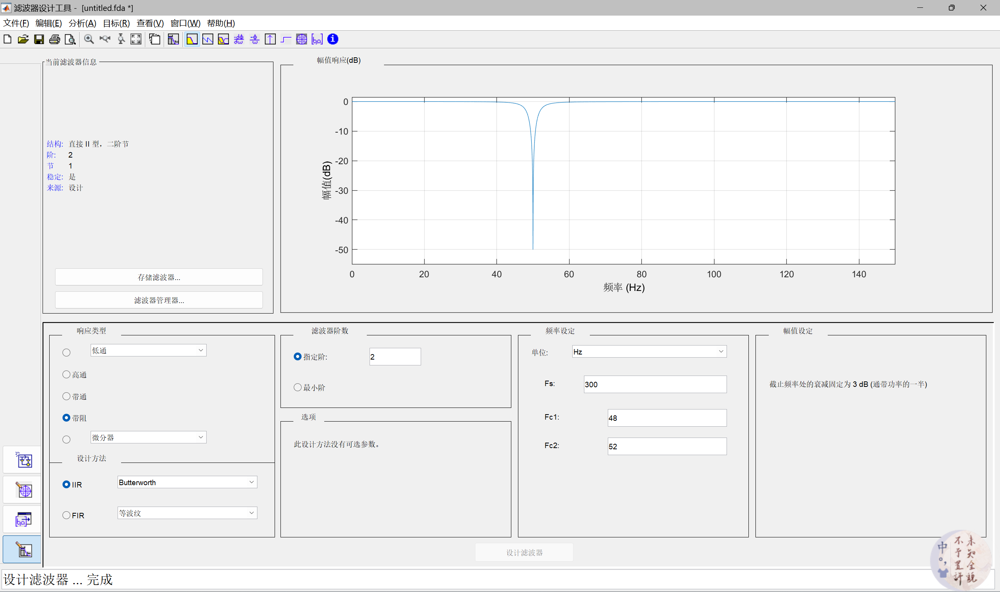 滤波器设计工具 - [untitled.fda *]
文件(F) 编辑(E) 分析(A) 目标(R) 查看(V) 窗口(W) 帮助(H)
当前滤波器信息
结构: 直接 II 型，二阶节
阶: 2
节 1
稳定: 是
来源: 设计
存储滤波器...
滤波器管理器...
幅值响应(dB)
幅值(dB)
0
-10
-20
-30
-40
-50
0 20 40 60 80 100 120 140
频率 (Hz)
响应类型
低通
高通
带通
带阻
微分器
设计方法
IIR Butterworth
FIR 等波纹
滤波器阶数
指定阶: 2
最小阶
选项
此设计方法没有可选参数。
频率设定
单位: Hz
Fs: 300
Fc1: 48
Fc2: 52
幅值设定
截止频率处的衰减固定为 3 dB (通带功率的一半)
设计滤波器
设计滤波器 ... 完成
中
未知全貌
不予置评